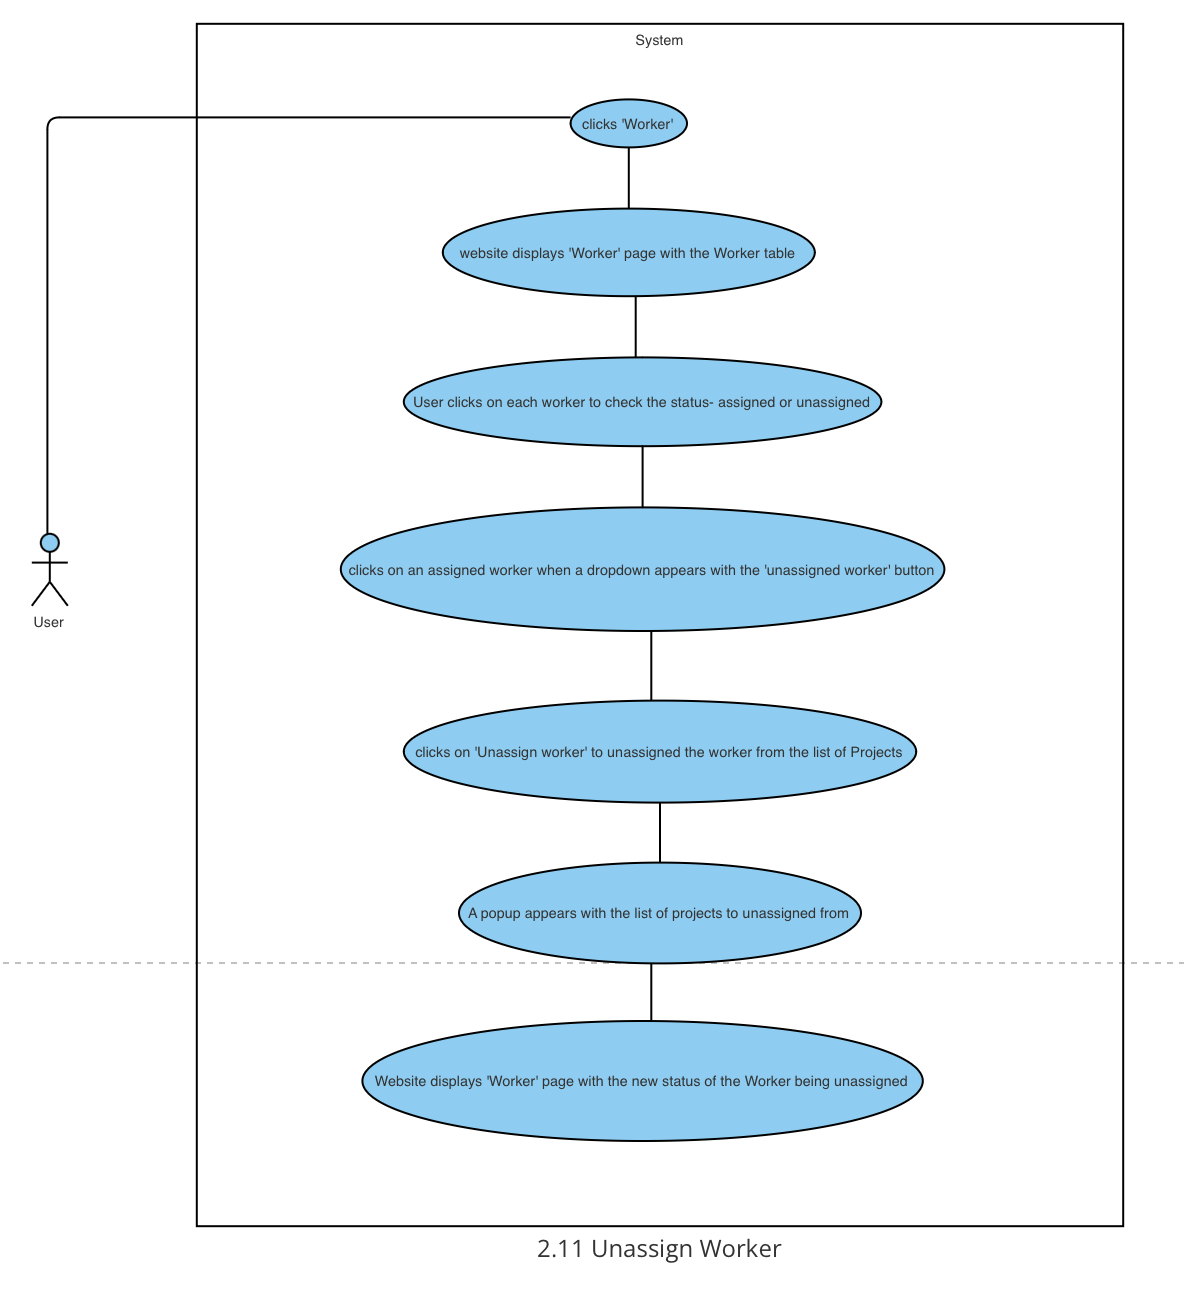 System
clicks 'Worker'
website displays 'Worker' page with the Worker table
User clicks on each worker to check the status- assigned or unassigned
clicks on an assigned worker when a dropdown appears with the 'unassigned worker' button
User
clicks on 'Unassign worker' to unassigned the worker from the list of Projects
A popup appears with the list of projects to unassigned from
Website displays 'Worker' page with the new status of the Worker being unassigned
2.11 Unassign Worker